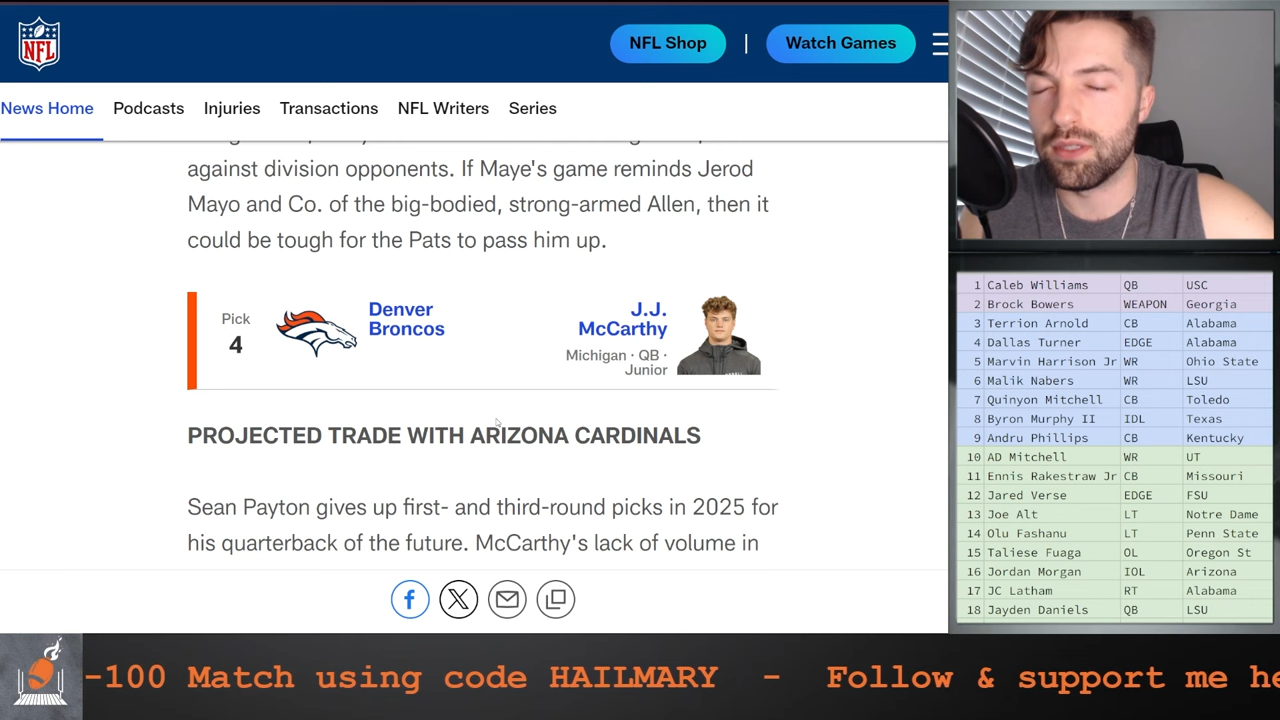 NFL
NFL Shop | Watch Games
News Home Podcasts Injuries Transactions NFL Writers Series
against division opponents. If Maye's game reminds Jerod
Mayo and Co. of the big-bodied, strong-armed Allen, then it
could be tough for the Pats to pass him up.
Pick
4
Denver
Broncos
J.J.
McCarthy
Michigan · QB ·
Junior
PROJECTED TRADE WITH ARIZONA CARDINALS
Sean Payton gives up first- and third-round picks in 2025 for
his quarterback of the future. McCarthy's lack of volume in
1 Caleb Williams QB USC
2 Brock Bowers WEAPON Georgia
3 Terrion Arnold CB Alabama
4 Dallas Turner EDGE Alabama
5 Marvin Harrison Jr WR Ohio State
6 Malik Nabers WR LSU
7 Quinyon Mitchell CB Toledo
8 Byron Murphy II IDL Texas
9 Andru Phillips CB Kentucky
10 AD Mitchell WR UT
11 Ennis Rakestraw Jr CB Missouri
12 Jared Verse EDGE FSU
13 Joe Alt LT Notre Dame
14 Olu Fashanu LT Penn State
15 Taliese Fuaga OL Oregon St
16 Jordan Morgan IOL Arizona
17 JC Latham RT Alabama
18 Jayden Daniels QB LSU
-100 Match using code HAILMARY - Follow & support me he